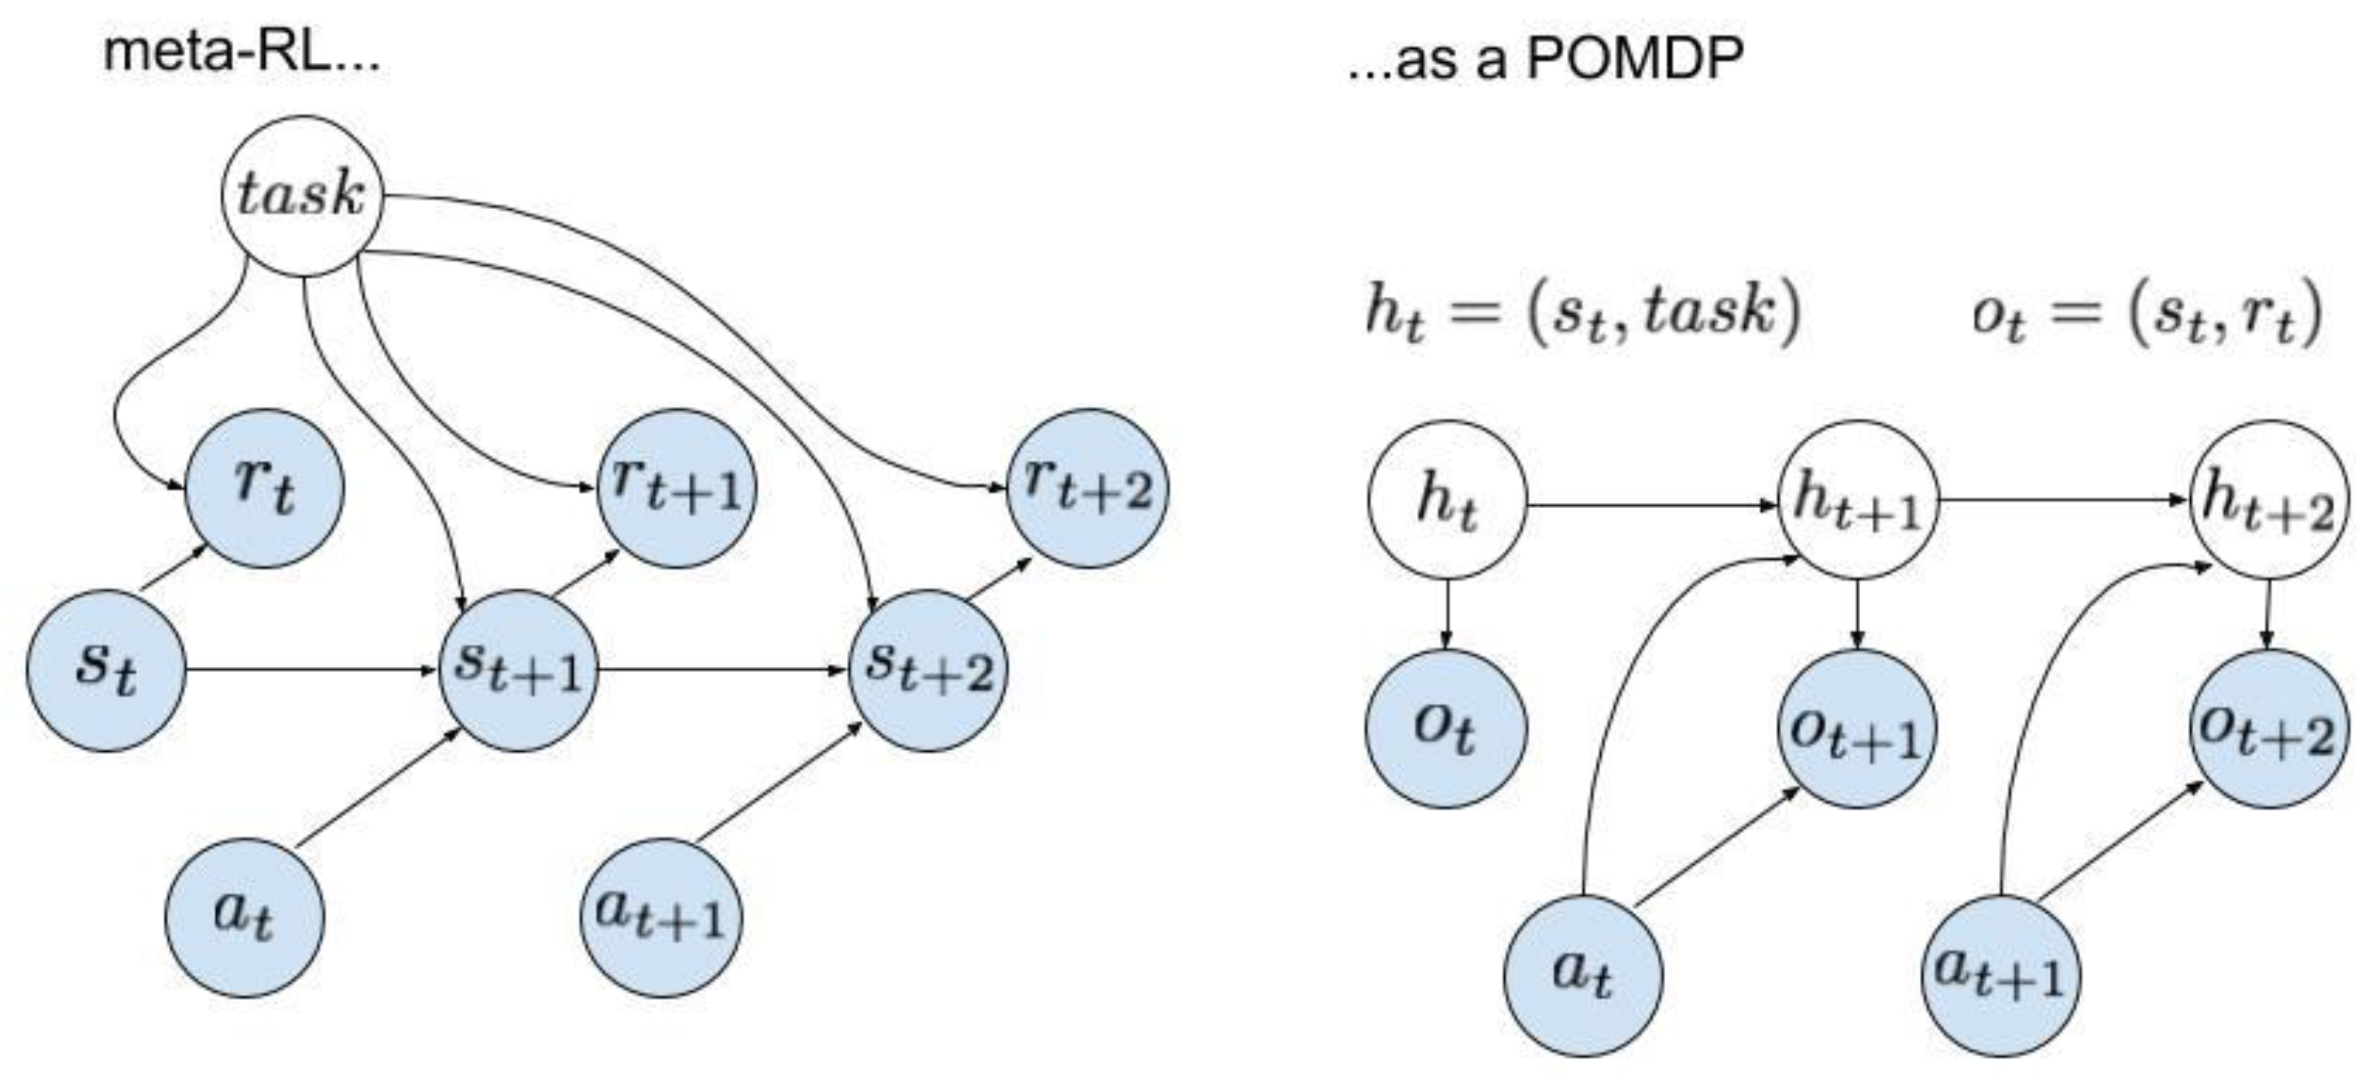 meta-RL...
task
r_t
r_{t+1}
r_{t+2}
s_t
s_{t+1}
s_{t+2}
a_t
a_{t+1}
...as a POMDP
h_t = (s_t, task)
o_t = (s_t, r_t)
h_t
h_{t+1}
h_{t+2}
o_t
o_{t+1}
o_{t+2}
a_t
a_{t+1}